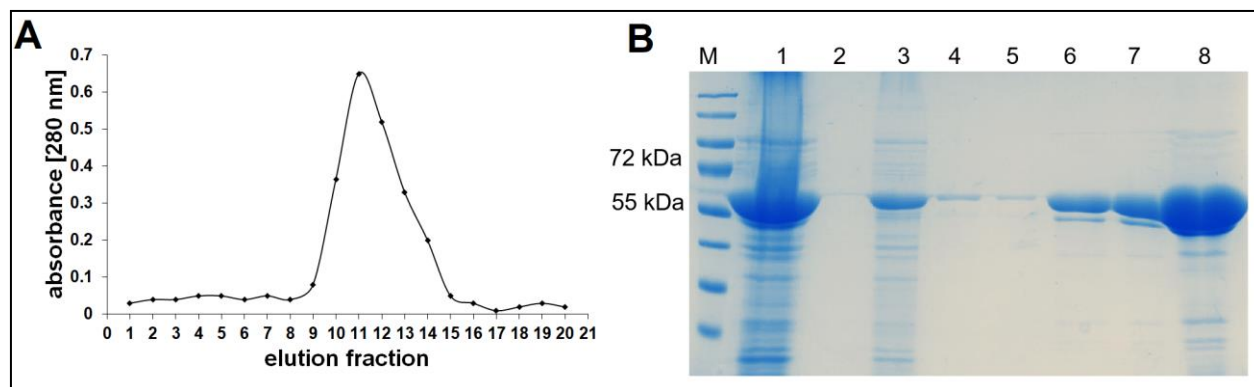 A
absorbance [280 nm]
0.7
0.6
0.5
0.4
0.3
0.2
0.1
0
0 1 2 3 4 5 6 7 8 9 10 11 12 13 14 15 16 17 18 19 20 21
elution fraction
B
M 1 2 3 4 5 6 7 8
72 kDa
55 kDa